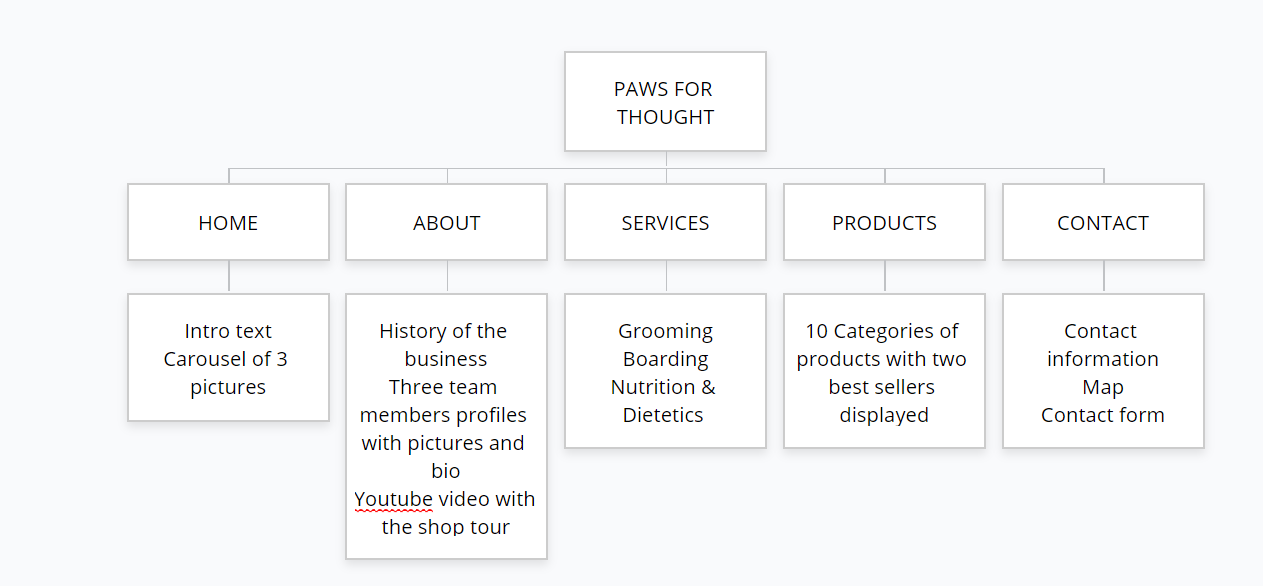 PAWS FOR
THOUGHT
HOME
ABOUT
SERVICES
PRODUCTS
CONTACT
Intro text
Carousel of 3
pictures
History of the
business
Three team
members profiles
with pictures and
bio
Youtube video with
the shop tour
Grooming
Boarding
Nutrition &
Dietetics
10 Categories of
products with two
best sellers
displayed
Contact
information
Map
Contact form